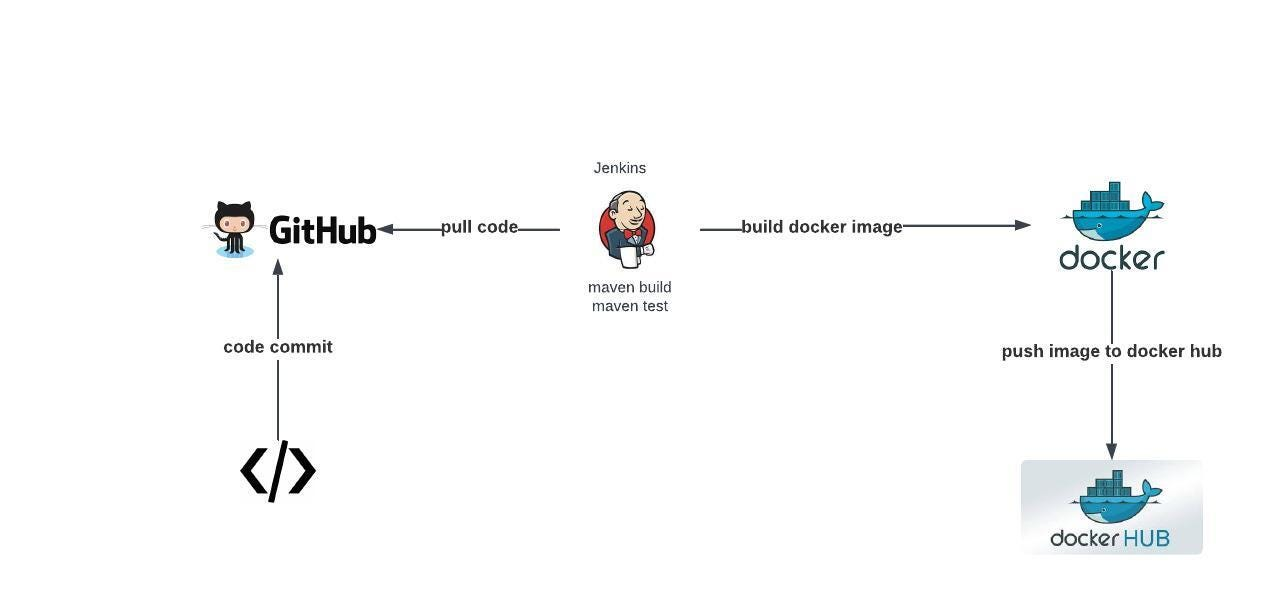 Jenkins
GitHub
pull code
build docker image
docker
maven build
maven test
code commit
push image to docker hub
</>
docker HUB